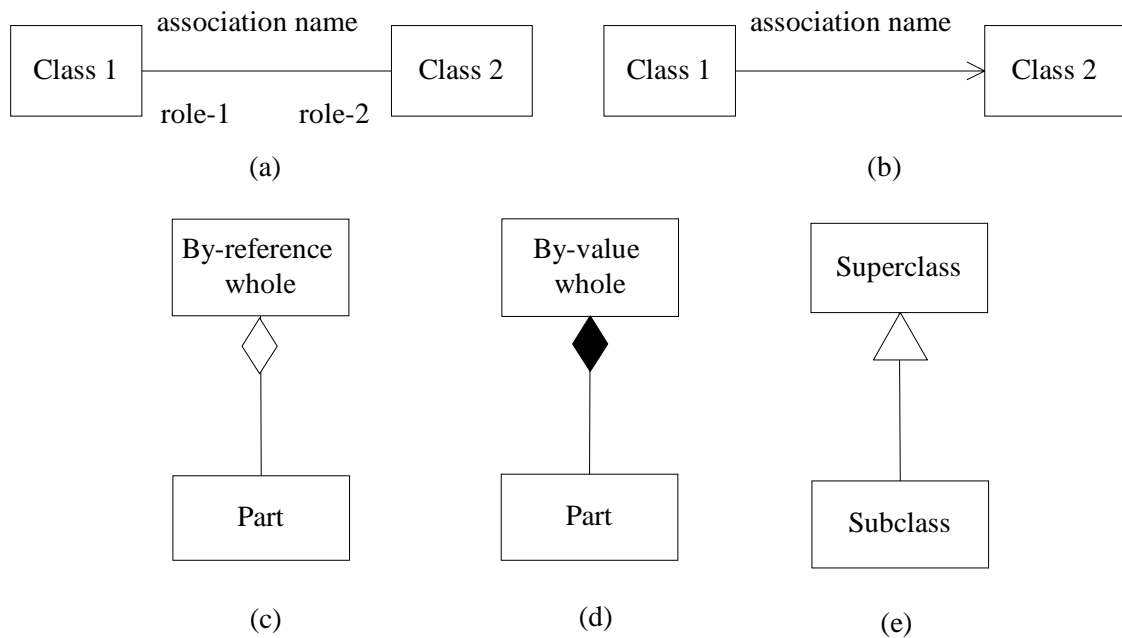 association name
Class 1
Class 2
role-1
role-2
(a)
association name
Class 1
Class 2
(b)
By-reference
whole
Part
(c)
By-value
whole
Part
(d)
Superclass
Subclass
(e)